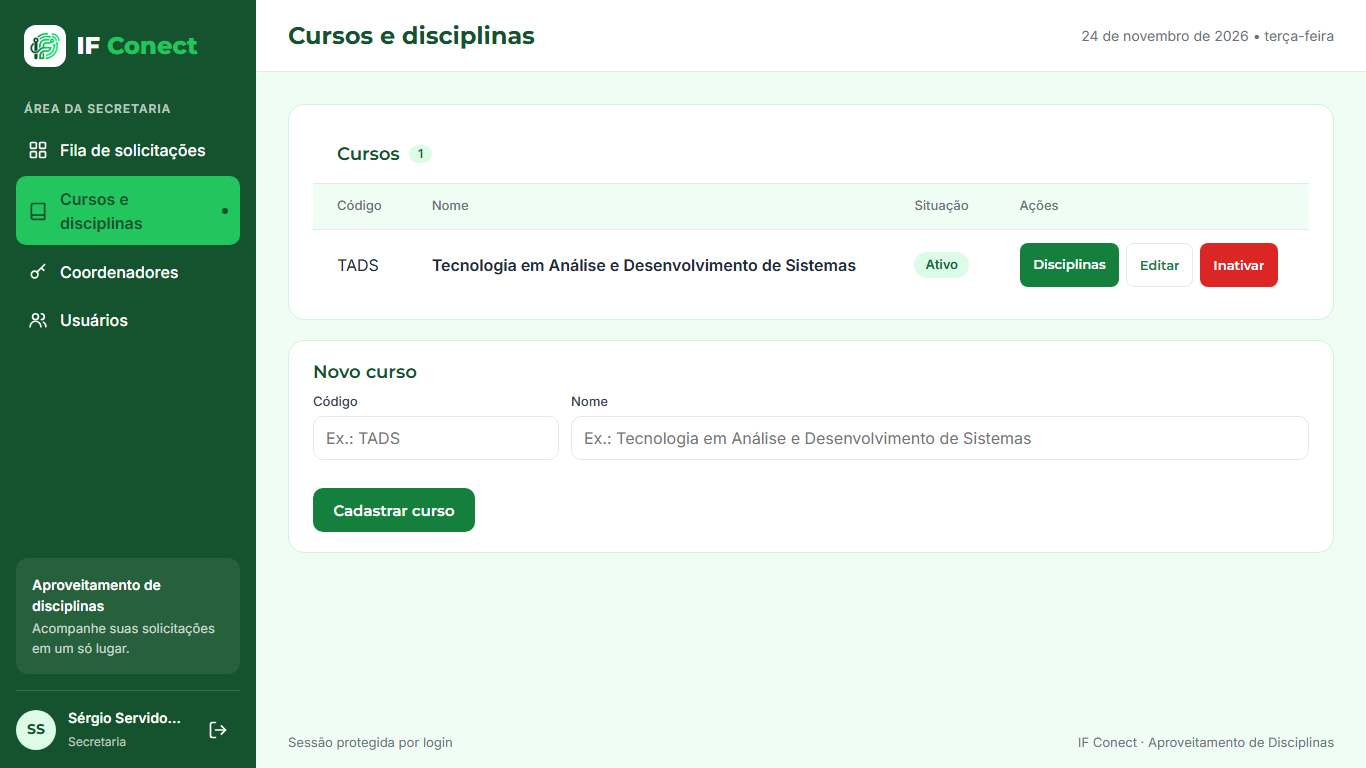 IF Conect
Cursos e disciplinas
24 de novembro de 2026 • terça-feira
ÁREA DA SECRETARIA
Fila de solicitações
Cursos e
disciplinas
Coordenadores
Usuários
Cursos 1
Código Nome Situação Ações
TADS Tecnologia em Análise e Desenvolvimento de Sistemas Ativo Disciplinas Editar Inativar
Novo curso
Código Nome
Ex.: TADS Ex.: Tecnologia em Análise e Desenvolvimento de Sistemas
Cadastrar curso
Aproveitamento de
disciplinas
Acompanhe suas solicitações
em um só lugar.
SS Sérgio Servido...
Secretaria
Sessão protegida por login IF Conect · Aproveitamento de Disciplinas